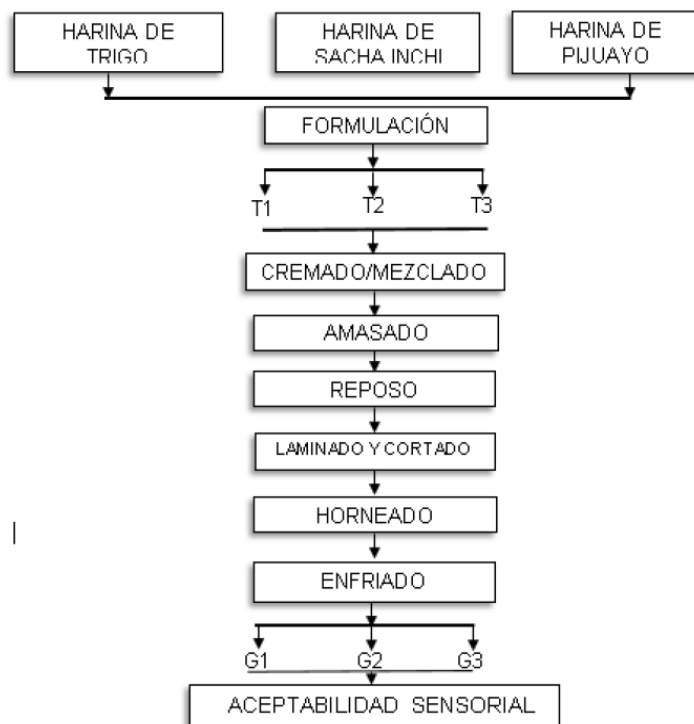 HARINA DE
TRIGO
HARINA DE
SACHA INCHI
HARINA DE
PIJUAYO
FORMULACIÓN
T1 T2 T3
CREMADO/MEZCLADO
AMASADO
REPOSO
LAMINADO Y CORTADO
HORNEADO
ENFRIADO
G1 G2 G3
ACEPTABILIDAD SENSORIAL